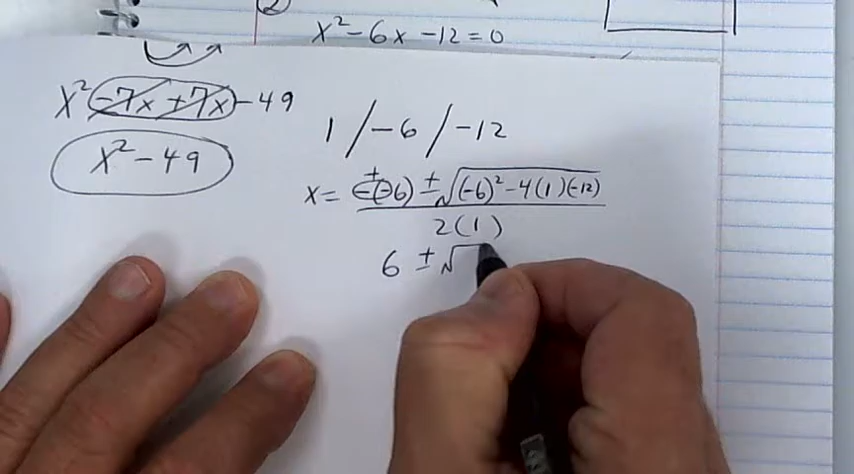 2
x² - 6x - 12 = 0
x² - 7x + 7x - 49
x² - 49
1 / -6 / -12
x = -(-6) ± √(-6)² - 4(1)(-12)
2(1)
6 ± √